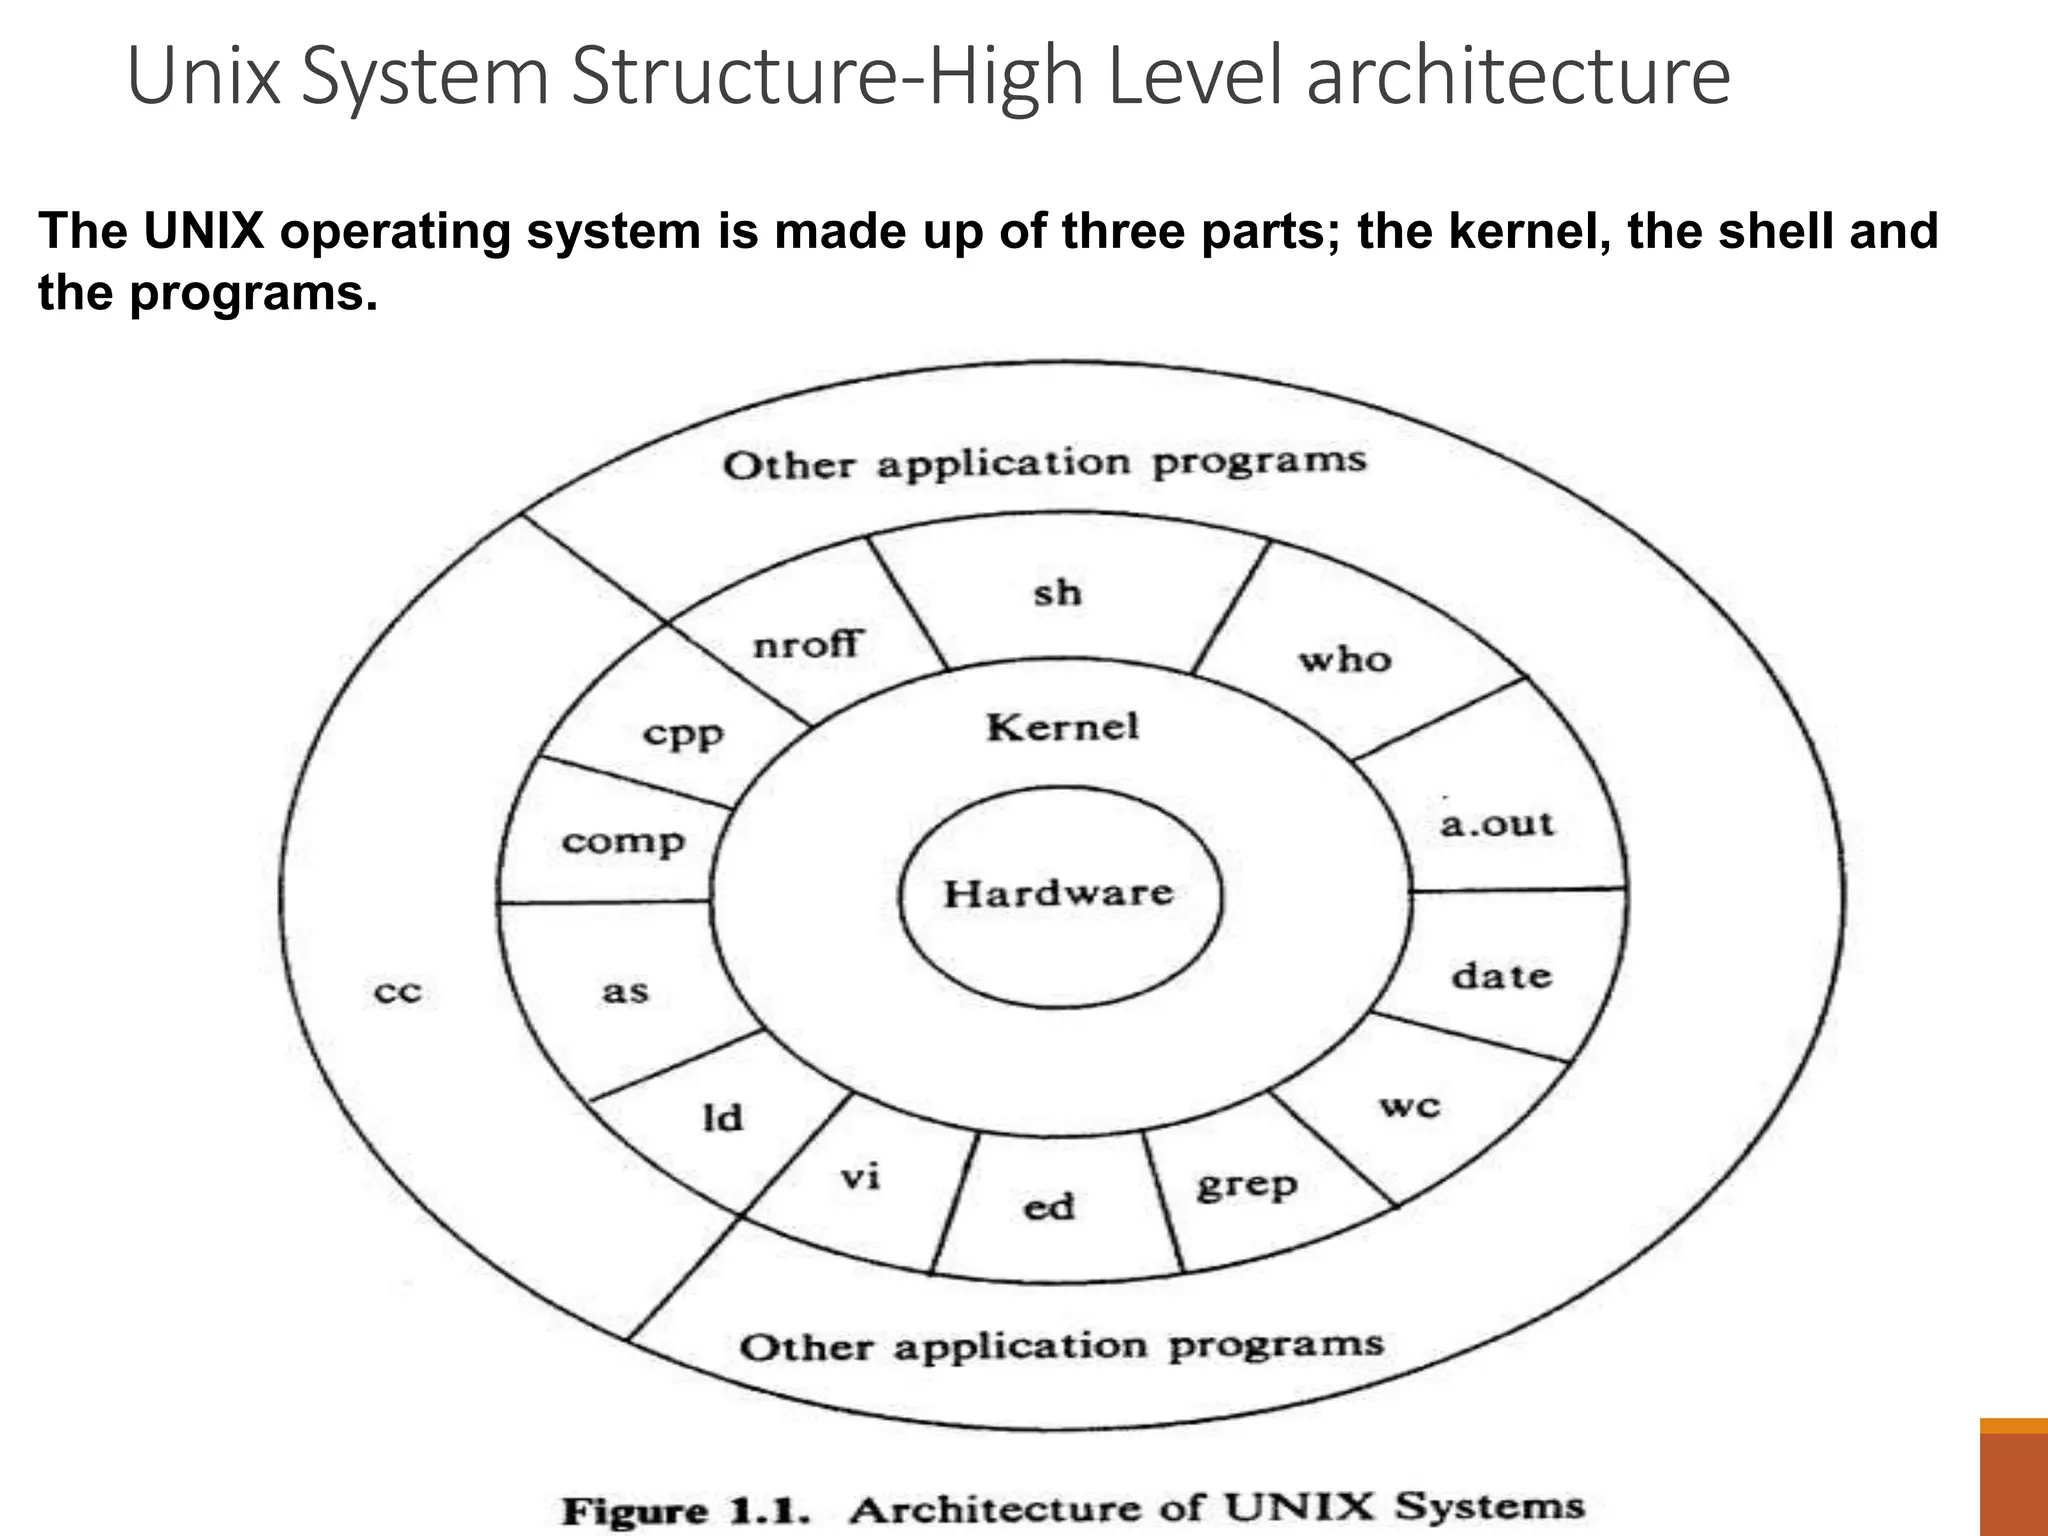 Unix System Structure-High Level architecture
The UNIX operating system is made up of three parts; the kernel, the shell and
the programs.
Other application programs
sh
nroff
who
cpp
Kernel
comp
a.out
Hardware
cc
as
date
ld
wc
vi
ed
grep
Other application programs
Figure 1.1. Architecture of UNIX Systems